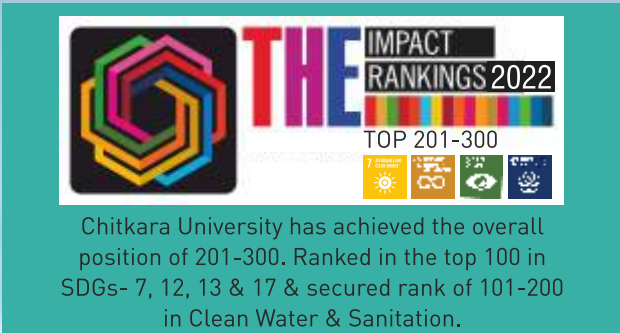 THE
IMPACT
RANKINGS 2022
TOP 201-300
7
Chitkara University has achieved the overall
position of 201-300. Ranked in the top 100 in
SDGs- 7, 12, 13 & 17 & secured rank of 101-200
in Clean Water & Sanitation.